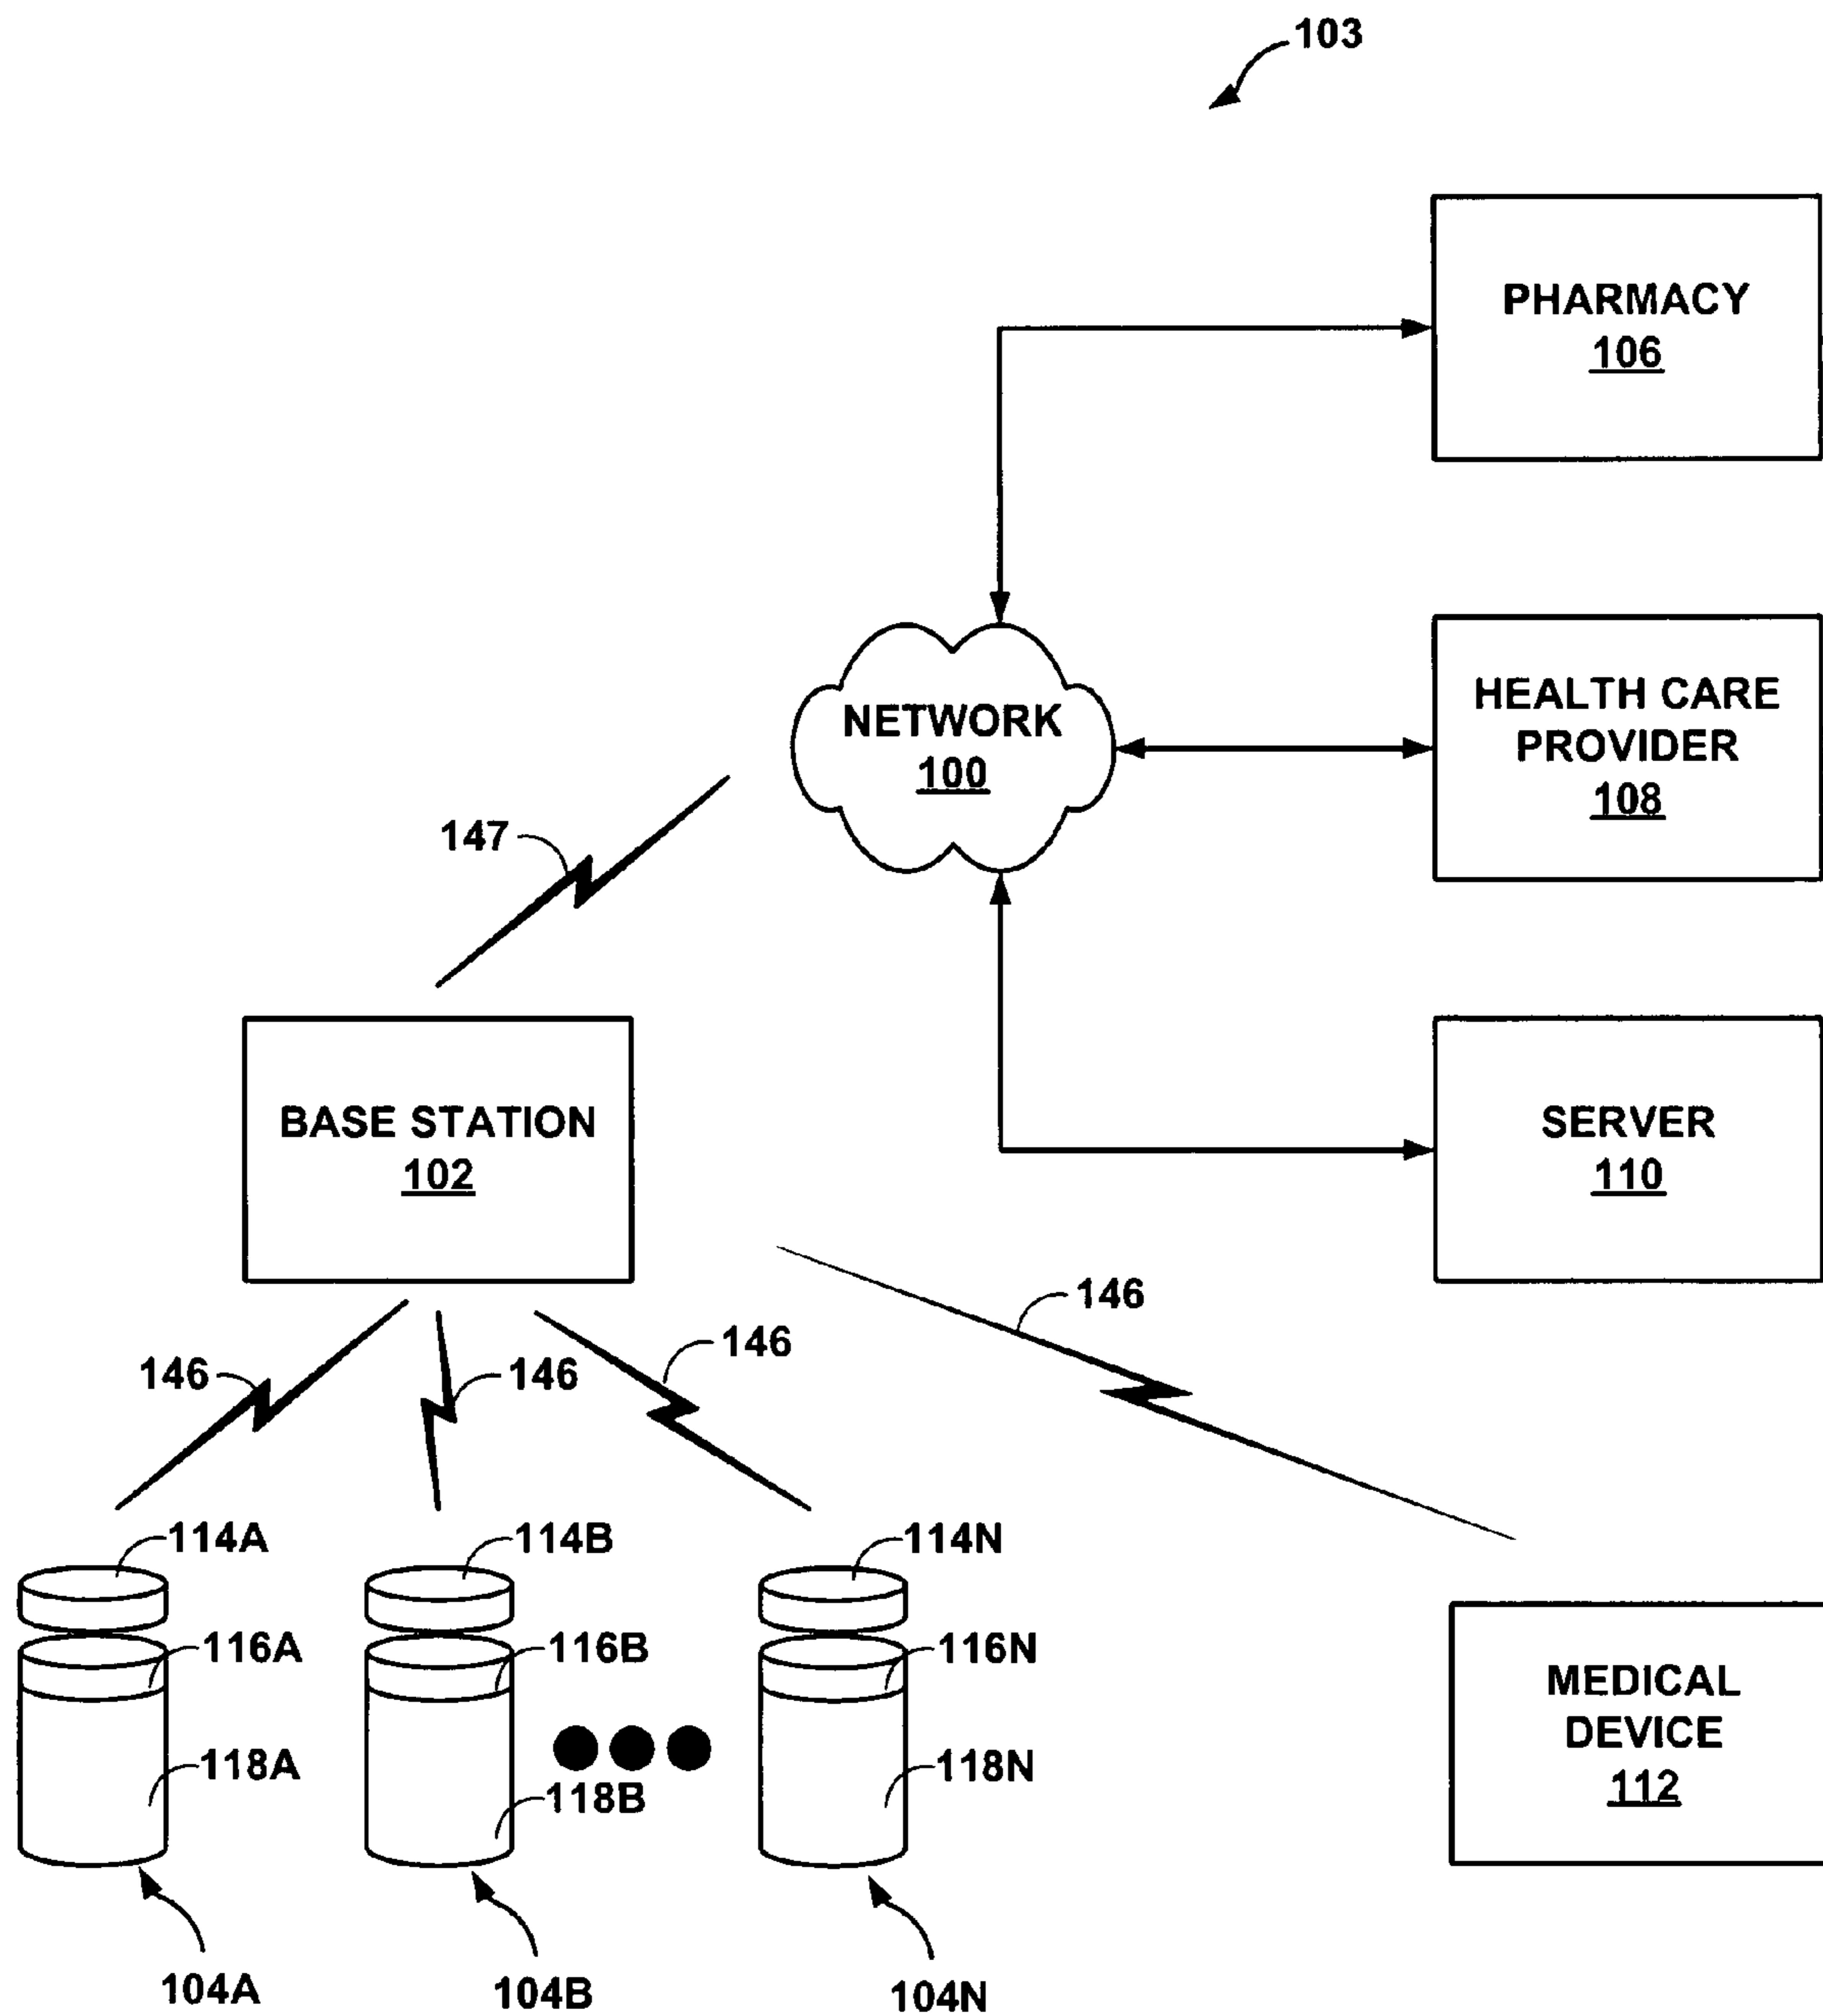 103
PHARMACY
106
NETWORK
100
HEALTH CARE
PROVIDER
108
147
BASE STATION
102
SERVER
110
146
146
146
146
114A
114B
114N
116A
116B
116N
118A
118B
118N
MEDICAL
DEVICE
112
104A
104B
104N